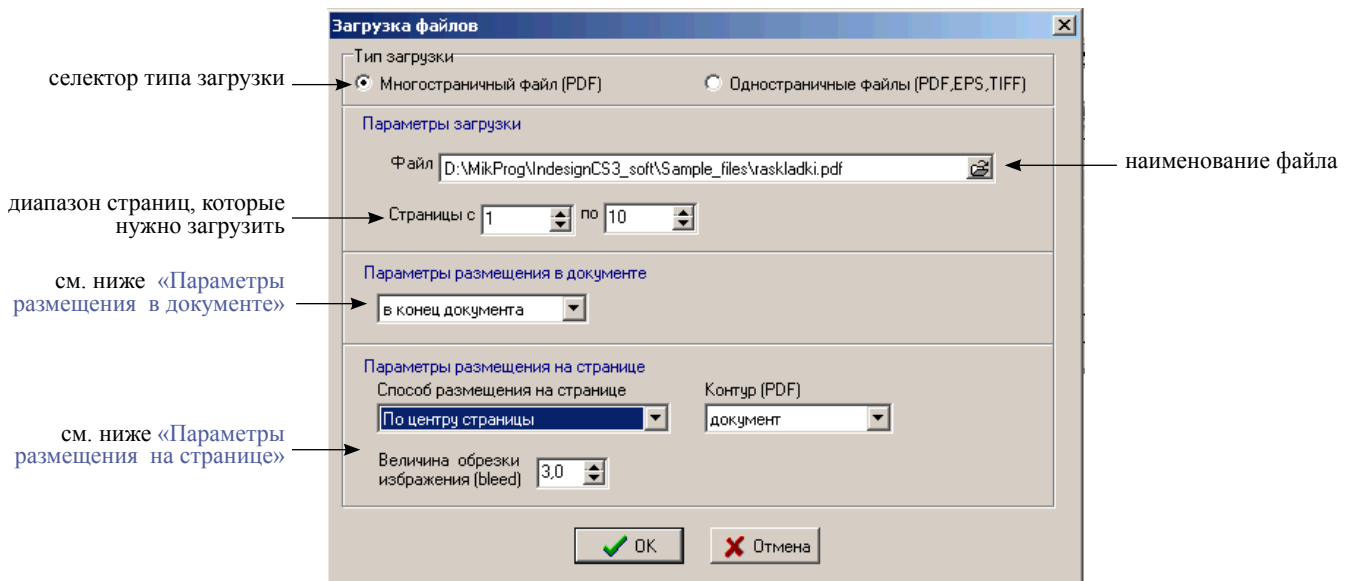 Загрузка файлов
Тип загрузки
селектор типа загрузки
Многостраничный файл (PDF)
Одностраничные файлы (PDF,EPS,TIFF)
Параметры загрузки
Файл
D:\MikProg\IndesignCS3_soft\Sample_files\raskladki.pdf
наименование файла
диапазон страниц, которые
нужно загрузить
Страницы с 1 по 10
см. ниже «Параметры
размещения в документе»
Параметры размещения в документе
в конец документа
Параметры размещения на странице
Способ размещения на странице
Контур (PDF)
По центру страницы
документ
см. ниже «Параметры
размещения на странице»
Величина обрезки
избражения (bleed)
3,0
OK
Отмена